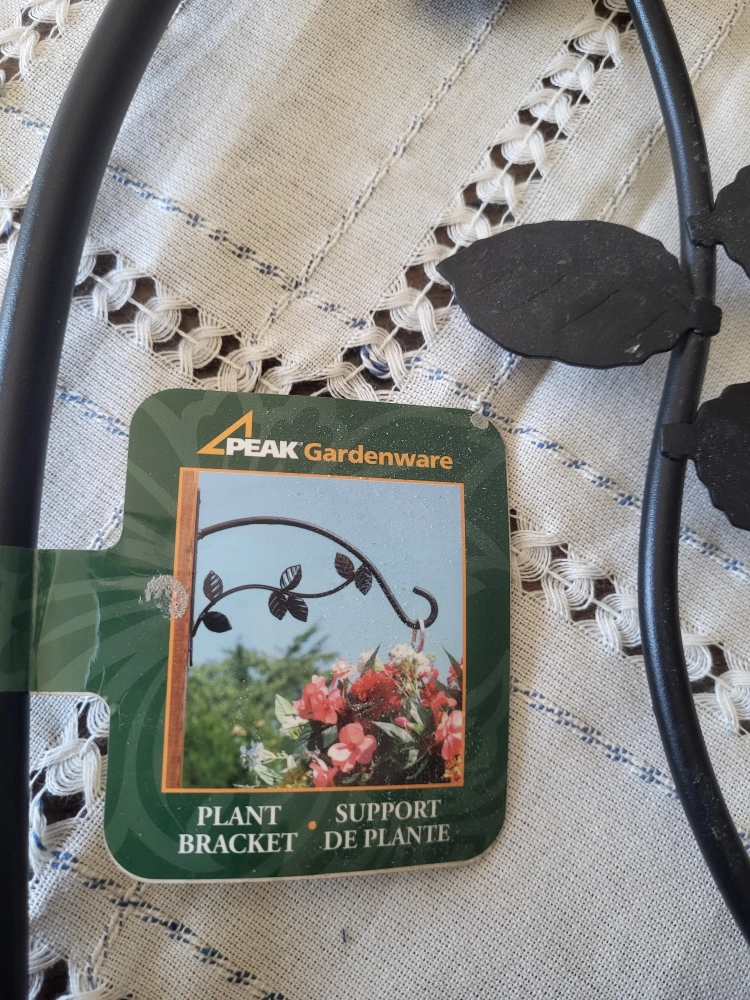 PEAK® Gardenware
PLANT BRACKET • SUPPORT DE PLANTE